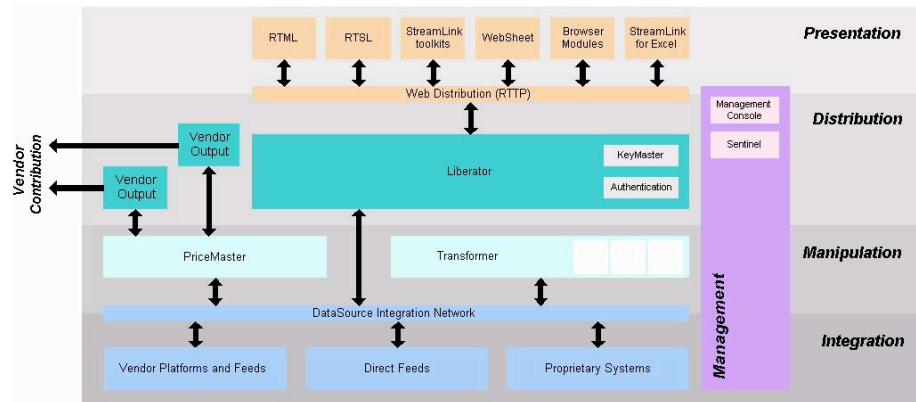 RTML
RTSL
StreamLink
toolkits
WebSheet
Browser
Modules
StreamLink
for Excel
Presentation
Web Distribution (RTTP)
Management
Console
Sentinel
Distribution
Vendor
Output
Vendor
Output
Vendor
Contribution
Liberator
KeyMaster
Authentication
PriceMaster
Transformer
Manipulation
DataSource Integration Network
Management
Vendor Platforms and Feeds
Direct Feeds
Proprietary Systems
Integration